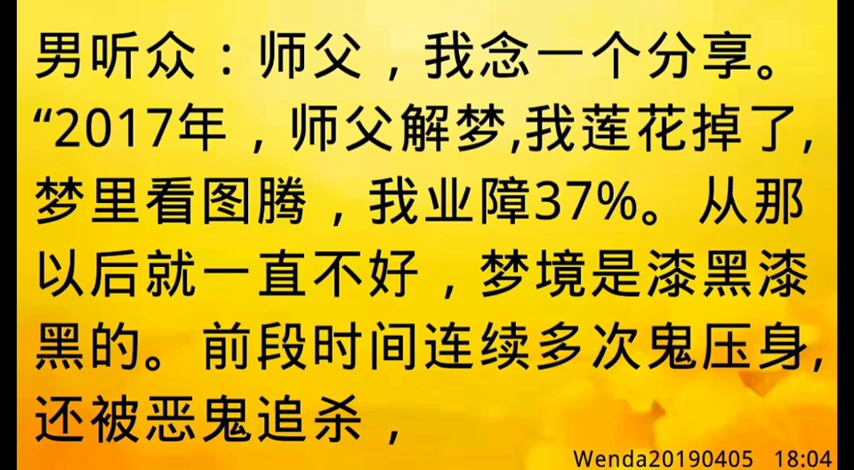 男听众：师父，我念一个分享。
“2017年，师父解梦,我莲花掉了,
梦里看图腾，我业障37%。从那
以后就一直不好，梦境是漆黑漆
黑的。前段时间连续多次鬼压身,
还被恶鬼追杀，
Wenda20190405 18:04